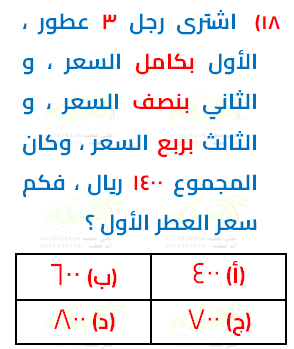 ١٨) اشترى رجل ٣ عطور ،
الأول بكامل السعر ، و
الثاني بنصف السعر ، و
الثالث بربع السعر ، وكان
المجموع ١٤٠٠ ريال ، فكم
سعر العطر الأول ؟
(أ) ٤٠٠
(ب) ٦٠٠
(ج) ٧٠٠
(د) ٨٠٠